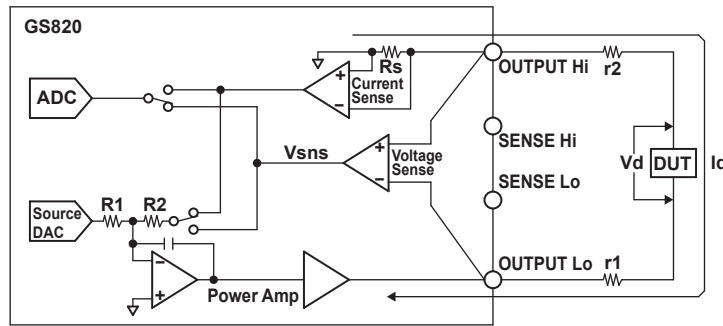 GS820
ADC
Rs
+
−
Current
Sense
OUTPUT Hi
r2
SENSE Hi
Vsns
+
−
Voltage
Sense
Vd
DUT
Id
SENSE Lo
Source
DAC
R1
R2
−
+
Power Amp
OUTPUT Lo
r1